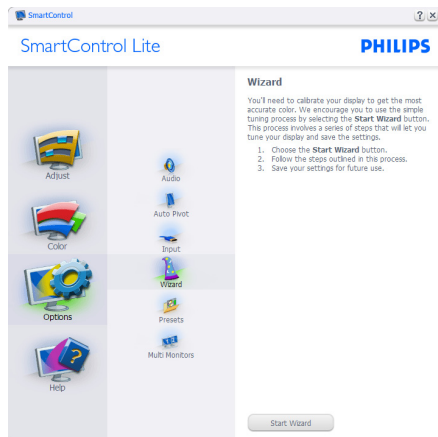 SmartControl
SmartControl Lite
PHILIPS
Adjust
Color
Options
Help
Audio
Auto Pivot
Input
Wizard
Presets
Multi Monitors
Wizard
You'll need to calibrate your display to get the most
accurate color. We encourage you to use the simple
tuning process by selecting the Start Wizard button.
This process involves a series of steps that will let you
tune your display and save the settings.
1. Choose the Start Wizard button.
2. Follow the steps outlined in this process.
3. Save your settings for future use.
Start Wizard